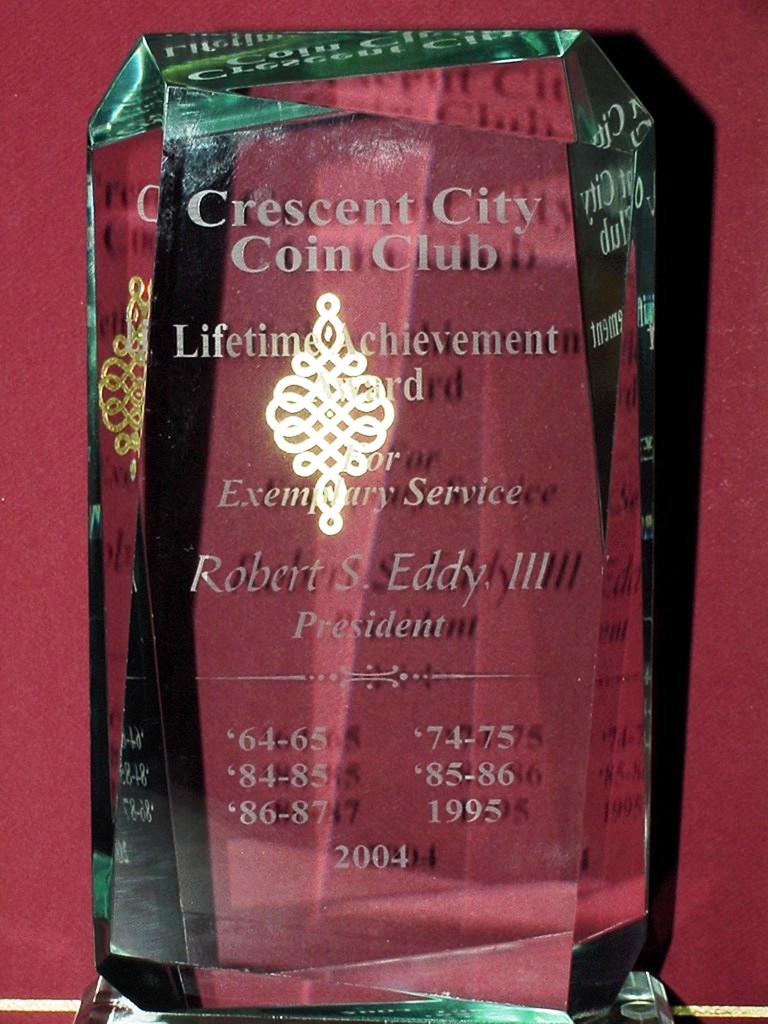 Crescent City
Coin Club
Lifetime Achievement
Award
For
Exemplary Service
Robert S. Eddy, III
President
‘64-65 ‘74-75
‘84-85 ‘85-86
‘86-87 1995
2004